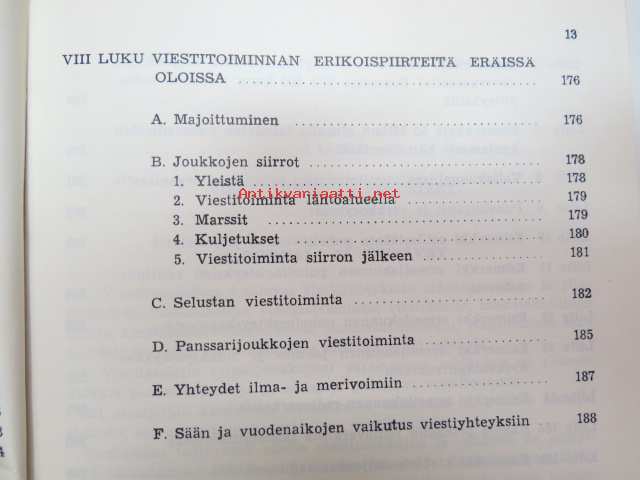 13
VIII LUKU VIESTITOIMINNAN ERIKOISPIIRTEITÄ ERÄISSÄ
OLOISSA 176
A. Majoittuminen 176
B. Joukkojen siirrot 178
1. Yleistä 178
Antikvariaatti.net
2. Viestitoiminta lähtöalueella 179
3. Marssit 179
4. Kuljetukset 180
5. Viestitoiminta siirron jälkeen 181
C. Selustan viestitoiminta 182
D. Panssarijoukkojen viestitoiminta 185
E. Yhteydet ilma- ja merivoimiin 187
F. Sään ja vuodenaikojen vaikutus viestiyhteyksiin 188